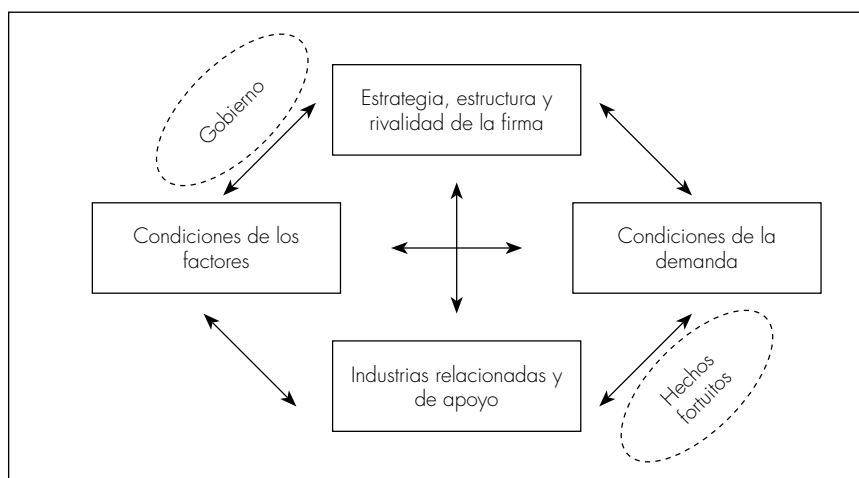 Gobierno
Estrategia, estructura y
rivalidad de la firma
Condiciones de los
factores
Condiciones de la
demanda
Industrias relacionadas y
de apoyo
Hechos
fortuitos